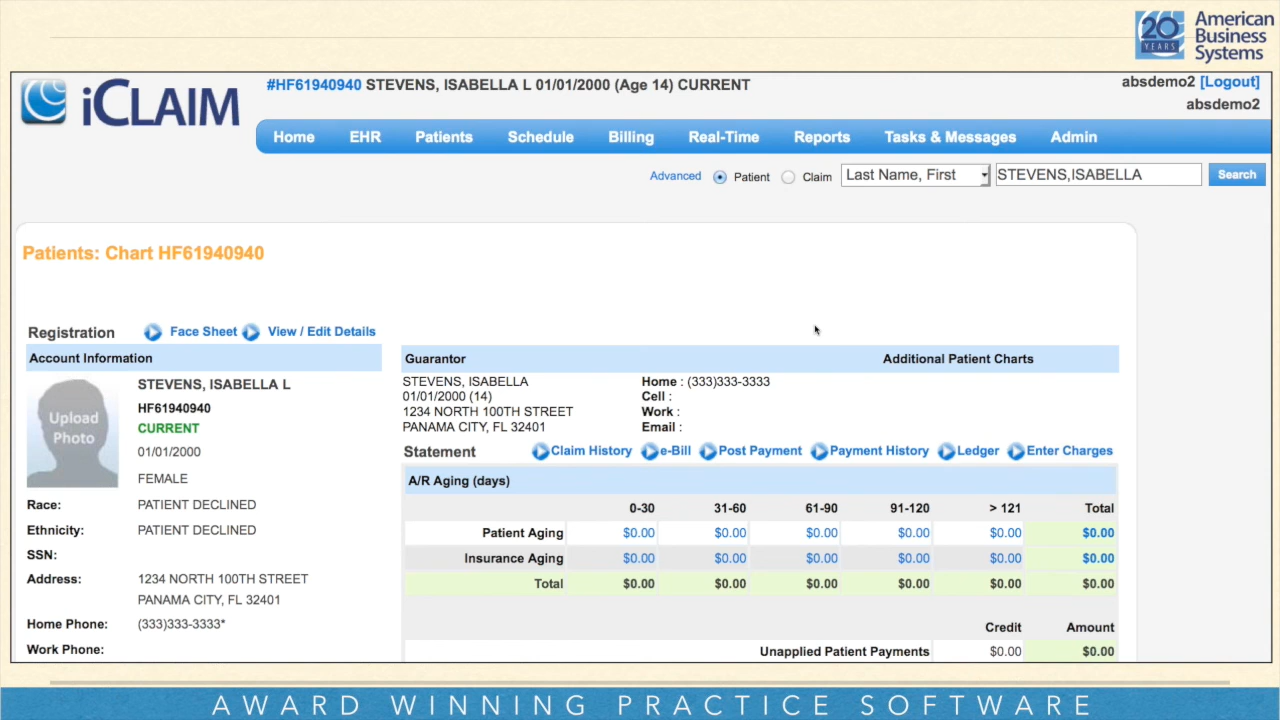 20 YEARS
American
Business
Systems
iCLAIM
#HF61940940 STEVENS, ISABELLA L 01/01/2000 (Age 14) CURRENT
absdemo2 [Logout]
absdemo2
Home EHR Patients Schedule Billing Real-Time Reports Tasks & Messages Admin
Advanced Patient Claim Last Name, First STEVENS,ISABELLA Search
Patients: Chart HF61940940
Registration Face Sheet View / Edit Details
Account Information
Upload
Photo
STEVENS, ISABELLA L
HF61940940
CURRENT
01/01/2000
FEMALE
Race: PATIENT DECLINED
Ethnicity: PATIENT DECLINED
SSN:
Address: 1234 NORTH 100TH STREET
PANAMA CITY, FL 32401
Home Phone: (333)333-3333*
Work Phone:
Guarantor Additional Patient Charts
STEVENS, ISABELLA Home : (333)333-3333
01/01/2000 (14) Cell :
1234 NORTH 100TH STREET Work :
PANAMA CITY, FL 32401 Email :
Statement Claim History e-Bill Post Payment Payment History Ledger Enter Charges
A/R Aging (days)
0-30 31-60 61-90 91-120 > 121 Total
Patient Aging $0.00 $0.00 $0.00 $0.00 $0.00 $0.00
Insurance Aging $0.00 $0.00 $0.00 $0.00 $0.00 $0.00
Total $0.00 $0.00 $0.00 $0.00 $0.00 $0.00
Credit Amount
Unapplied Patient Payments $0.00 $0.00
AWARD WINNING PRACTICE SOFTWARE